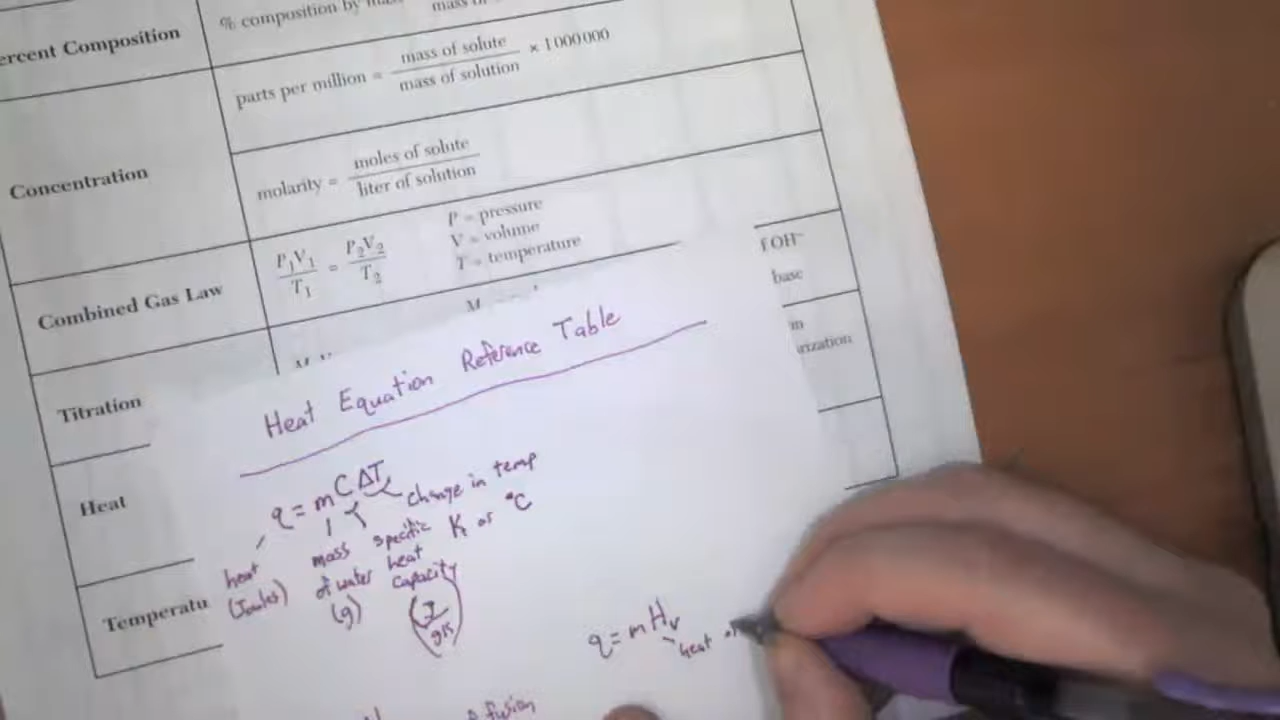 ercent Composition
% composition by
mass of
parts per million = mass of solute / mass of solution × 1000000
Concentration
molarity = moles of solute / liter of solution
Combined Gas Law
P₁V₁ / T₁ = P₂V₂ / T₂
P = pressure
V = volume
T = temperature
f OH⁻
base
Titration
rization
Heat
Temperatu
Heat Equation Reference Table
q = mCΔT
change in temp
K or °C
heat
(Joules)
mass
of water
(g)
specific
heat
capacity
(J / gK)
q = mHv
heat
fusion